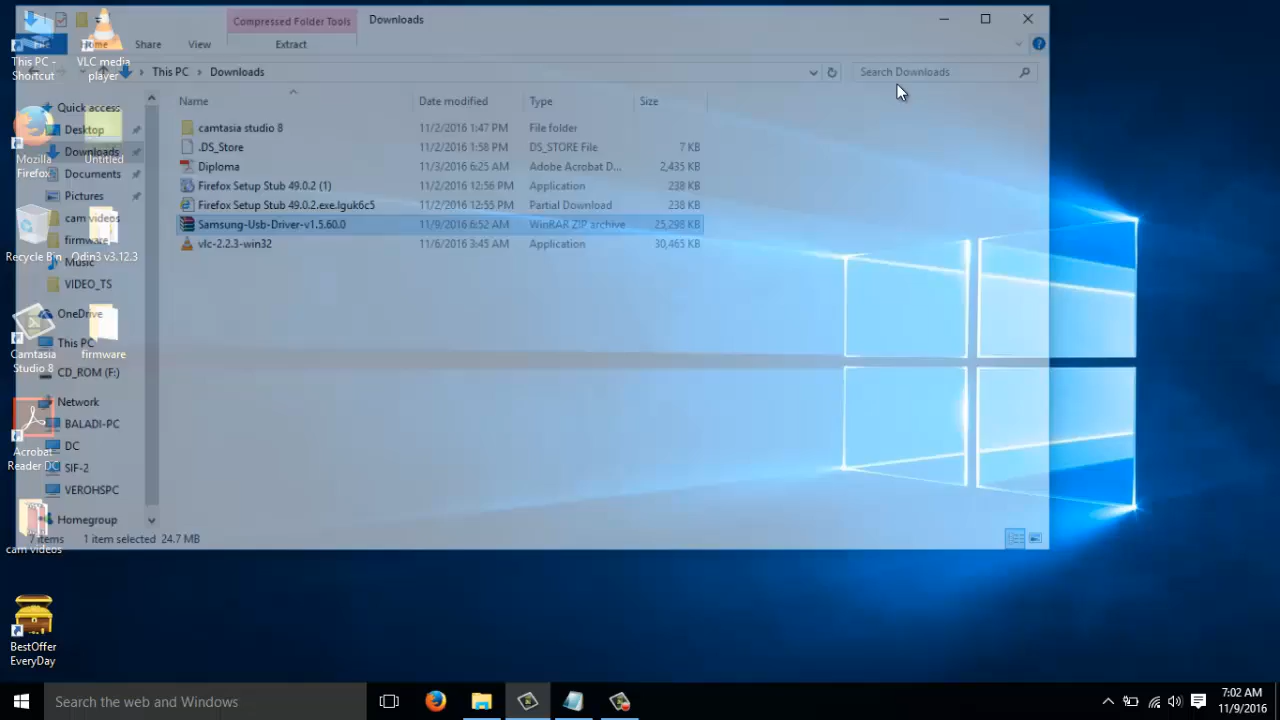 Compressed Folder Tools
Downloads
File
Home
Share
View
Extract
This PC
Downloads
Search Downloads
Name
Date modified
Type
Size
camtasia studio 8
11/2/2016 1:47 PM
File folder
.DS_Store
11/2/2016 1:58 PM
DS_STORE File
7 KB
Diploma
11/3/2016 6:25 AM
Adobe Acrobat D...
2,435 KB
Firefox Setup Stub 49.0.2 (1)
11/2/2016 12:56 PM
Application
238 KB
Firefox Setup Stub 49.0.2.exe.lguk6c5
11/2/2016 12:55 PM
Partial Download
238 KB
Samsung-Usb-Driver-v1.5.60.0
11/9/2016 6:52 AM
WinRAR ZIP archive
25,298 KB
vlc-2.2.3-win32
11/6/2016 3:45 AM
Application
30,465 KB
Quick access
Desktop
Downloads
Documents
Pictures
cam videos
firmware
Music
VIDEO_TS
OneDrive
This PC
CD_ROM (F:)
Network
BALADI-PC
DC
SIF-2
VEROHSPC
Homegroup
7 items
1 item selected
24.7 MB
This PC -
Shortcut
VLC media
player
Mozilla
Firefox
Untitled
Recycle Bin
Odin3 v3.12.3
Camtasia
Studio 8
firmware
Acrobat
Reader DC
cam videos
BestOffer
EveryDay
Search the web and Windows
7:02 AM
11/9/2016